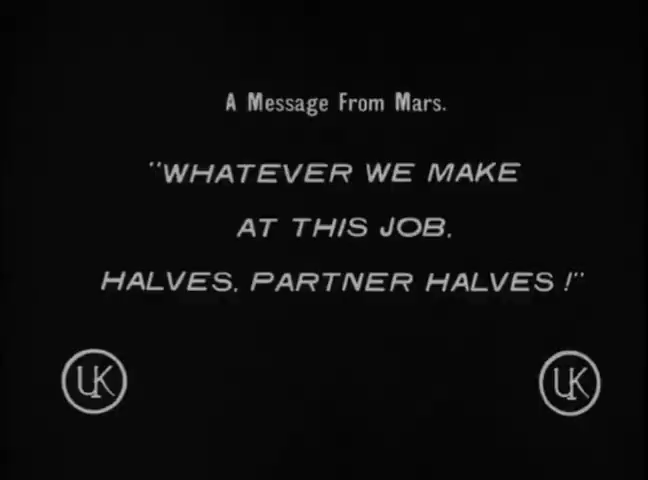 A Message From Mars.
"WHATEVER WE MAKE
AT THIS JOB,
HALVES, PARTNER HALVES!"
UK UK